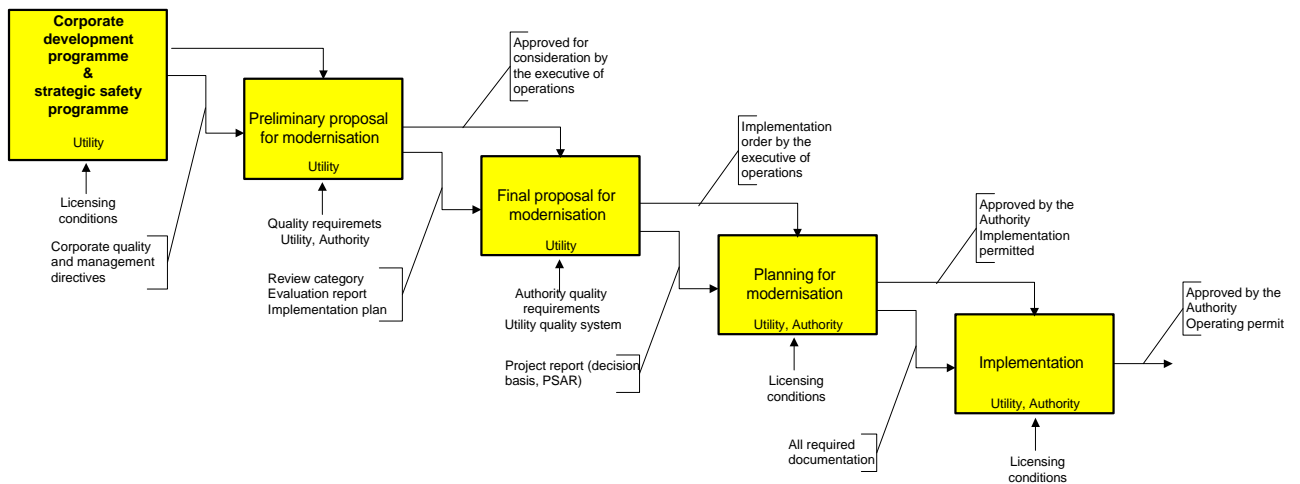 Corporate
development
programme
&
strategic safety
programme
Utility
Licensing
conditions
Corporate quality
and management
directives
Preliminary proposal
for modernisation
Utility
Quality requiremets
Utility, Authority
Review category
Evaluation report
Implementation plan
Approved for
consideration by
the executive of
operations
Final proposal for
modernisation
Utility
Authority quality
requirements
Utility quality system
Project report (decision
basis, PSAR)
Implementation
order by the
executive of
operations
Planning for
modernisation
Utility, Authority
Licensing
conditions
All required
documentation
Approved by the
Authority
Implementation
permitted
Implementation
Utility, Authority
Licensing
conditions
Approved by the
Authority
Operating permit